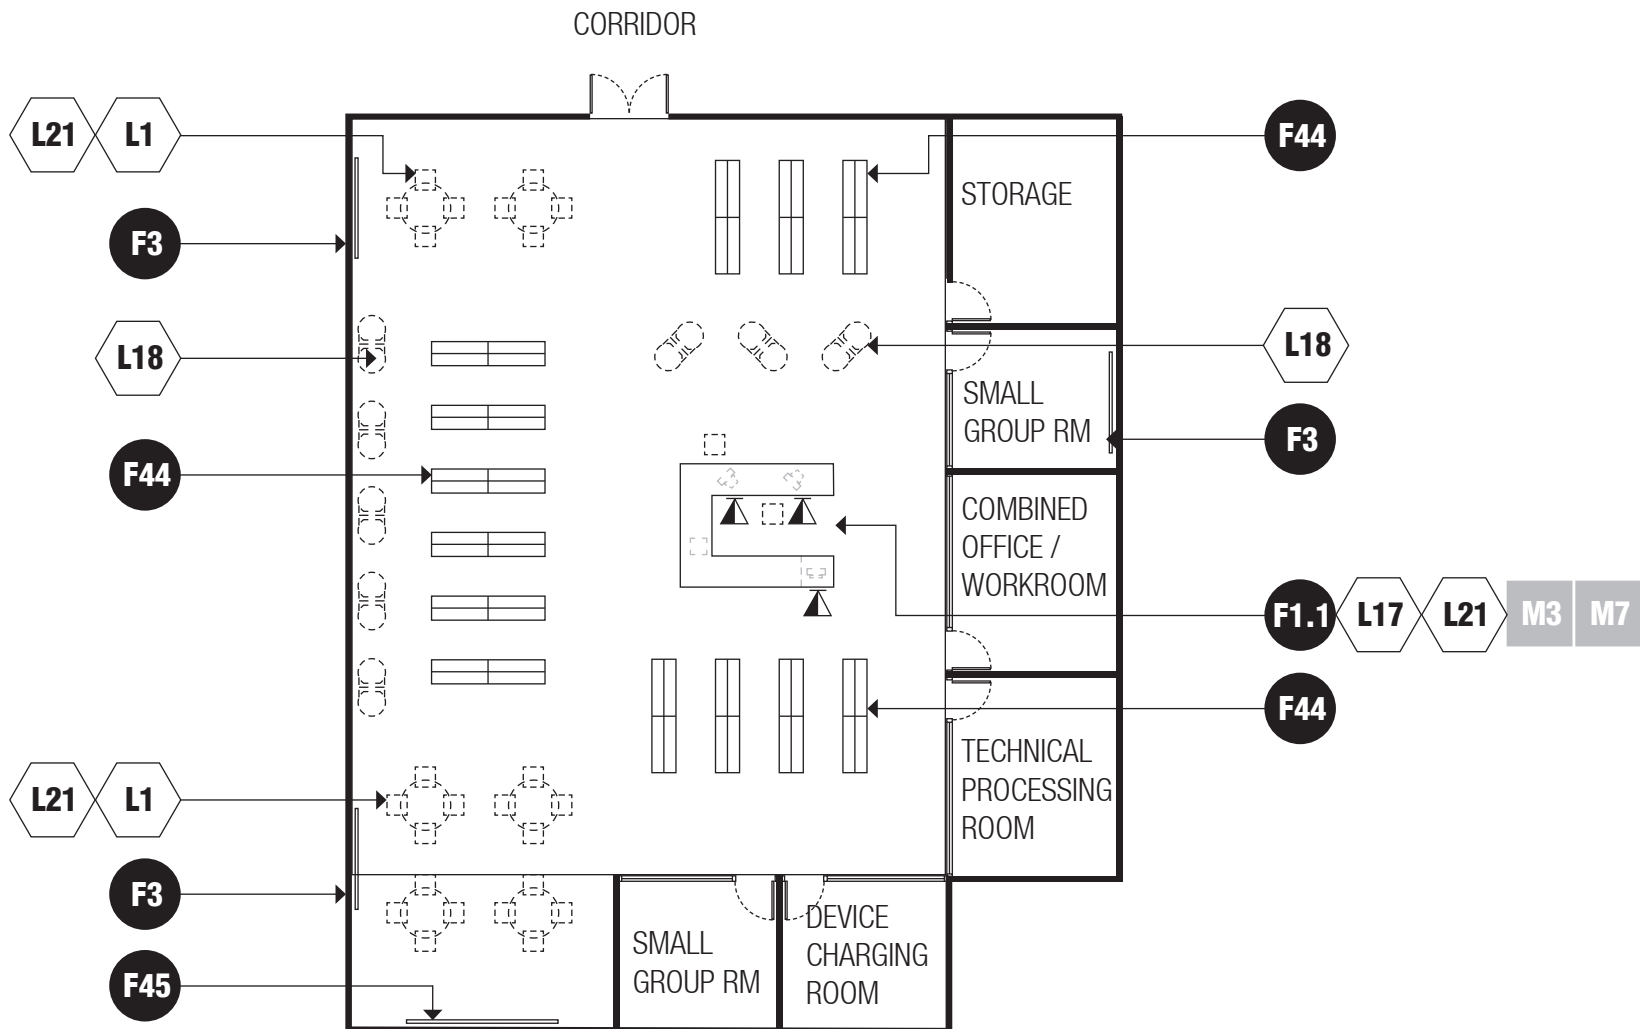 CORRIDOR
L21 L1
F44
STORAGE
F3
L18
L18
SMALL
GROUP RM
F3
F44
COMBINED
OFFICE /
WORKROOM
F1.1 L17 L21 M3 M7
F44
TECHNICAL
PROCESSING
ROOM
L21 L1
F3
SMALL
GROUP RM
DEVICE
CHARGING
ROOM
F45